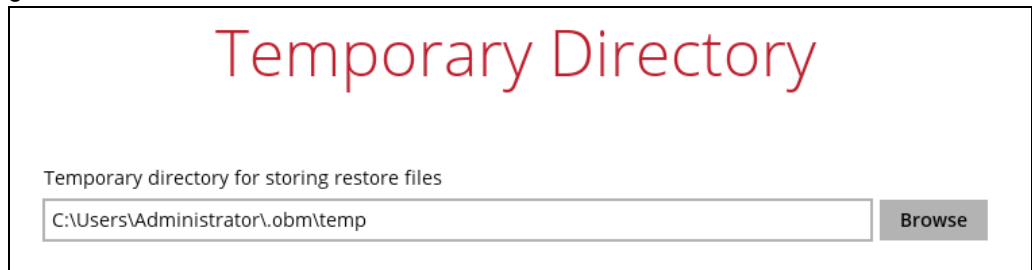 Temporary Directory
Temporary directory for storing restore files
C:\Users\Administrator\.obm\temp
Browse